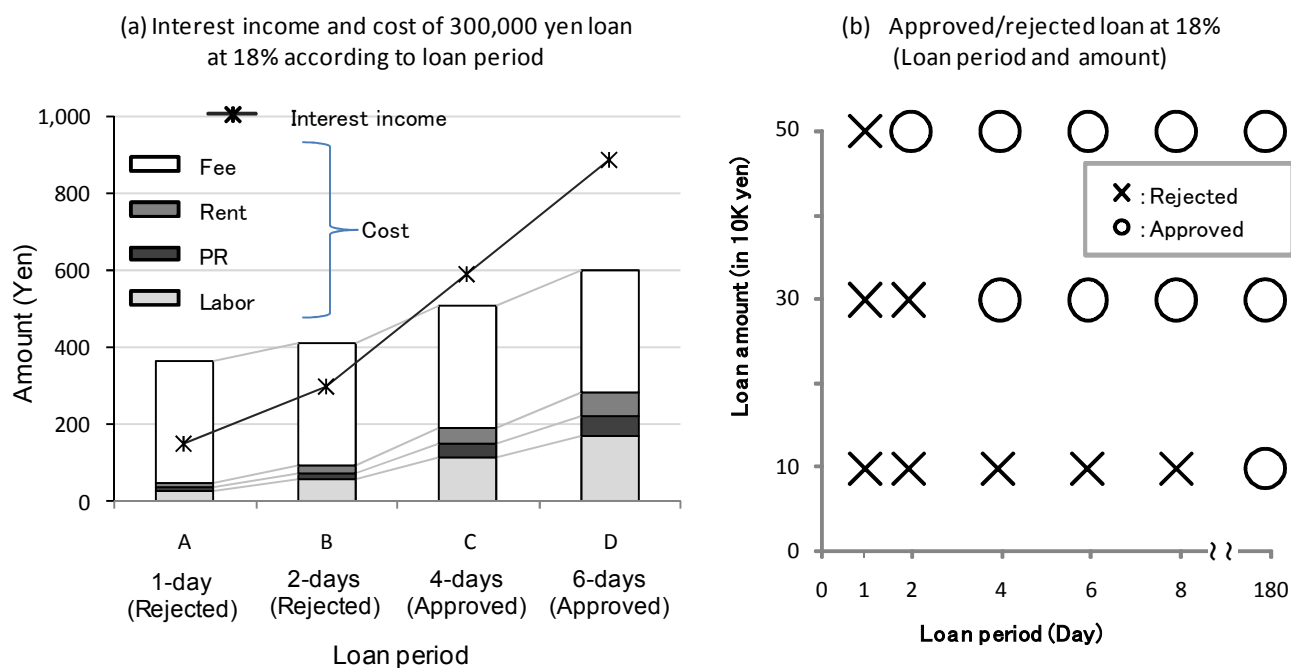 (a) Interest income and cost of 300,000 yen loan
at 18% according to loan period
1,000
800
600
400
200
0
Amount (Yen)
Interest income
Fee
Rent
PR
Labor
Cost
A B C D
1-day 2-days 4-days 6-days
(Rejected) (Rejected) (Approved) (Approved)
Loan period
(b) Approved/rejected loan at 18%
(Loan period and amount)
50
30
10
0
Loan amount (in 10K yen)
: Rejected
: Approved
0 1 2 4 6 8 180
Loan period (Day)